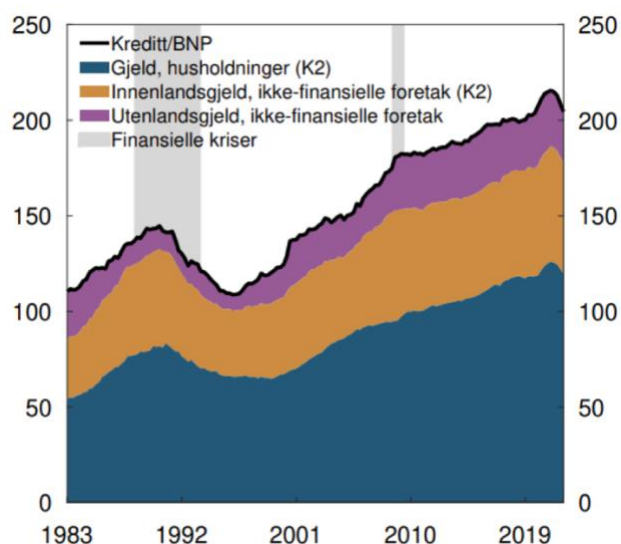 250
200
150
100
50
0
Kreditt/BNP
Gjeld, husholdninger (K2)
Innenlandsgjeld, ikke-finansielle foretak (K2)
Utenlandsgjeld, ikke-finansielle foretak
Finansielle kriser
250
200
150
100
50
0
1983 1992 2001 2010 2019